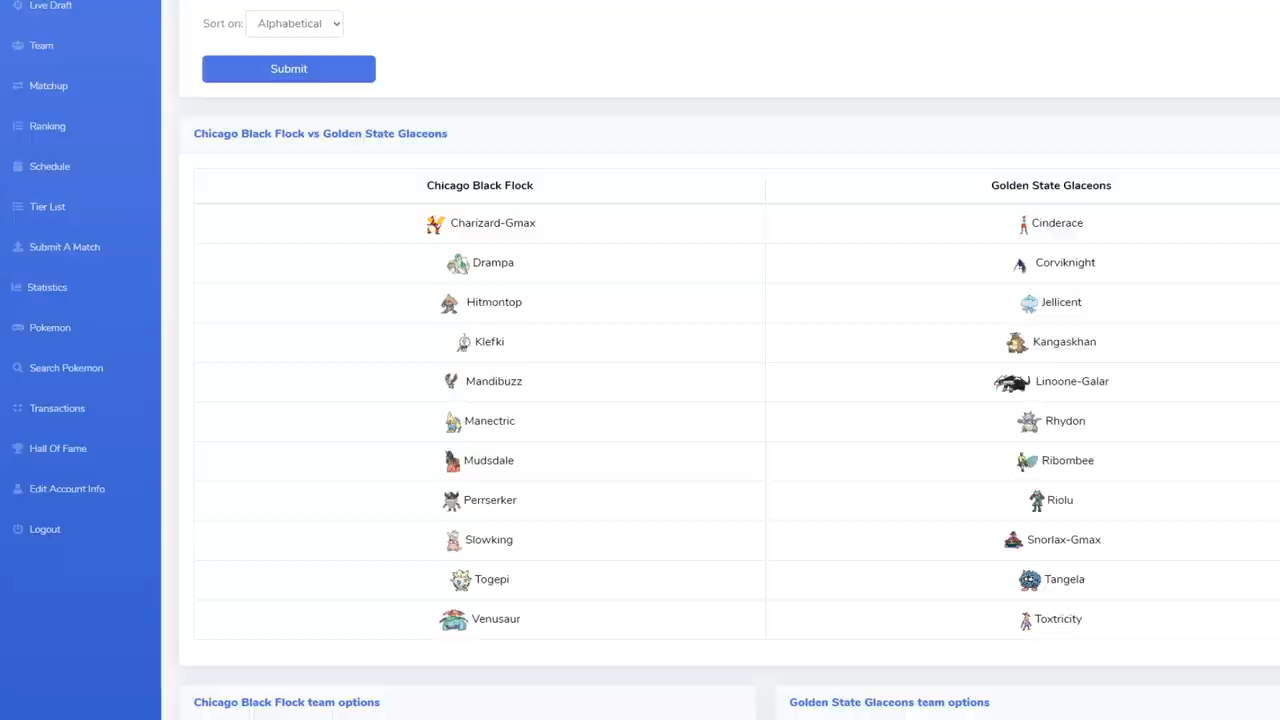 Live Draft
Team
Matchup
Ranking
Schedule
Tier List
Submit A Match
Statistics
Pokemon
Search Pokemon
Transactions
Hall Of Fame
Edit Account Info
Logout
Sort on: Alphabetical
Submit
Chicago Black Flock vs Golden State Glaceons
Chicago Black Flock Golden State Glaceons
Charizard-Gmax Cinderace
Drampa Corviknight
Hitmontop Jellicent
Klefki Kangaskhan
Mandibuzz Linoone-Galar
Manectric Rhydon
Mudsdale Ribombee
Perrserker Riolu
Slowking Snorlax-Gmax
Togepi Tangela
Venusaur Toxtricity
Chicago Black Flock team options Golden State Glaceons team options